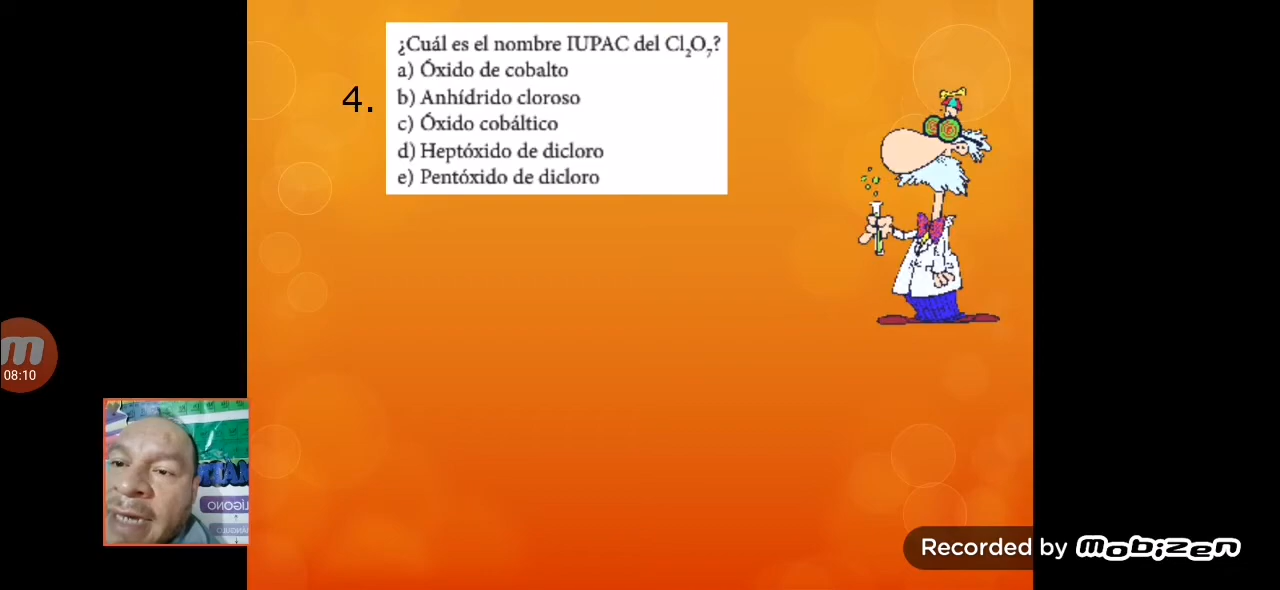 ¿Cuál es el nombre IUPAC del Cl₂O₇?
4.
a) Óxido de cobalto
b) Anhídrido cloroso
c) Óxido cobáltico
d) Heptóxido de dicloro
e) Pentóxido de dicloro
08:10
Recorded by mobizen